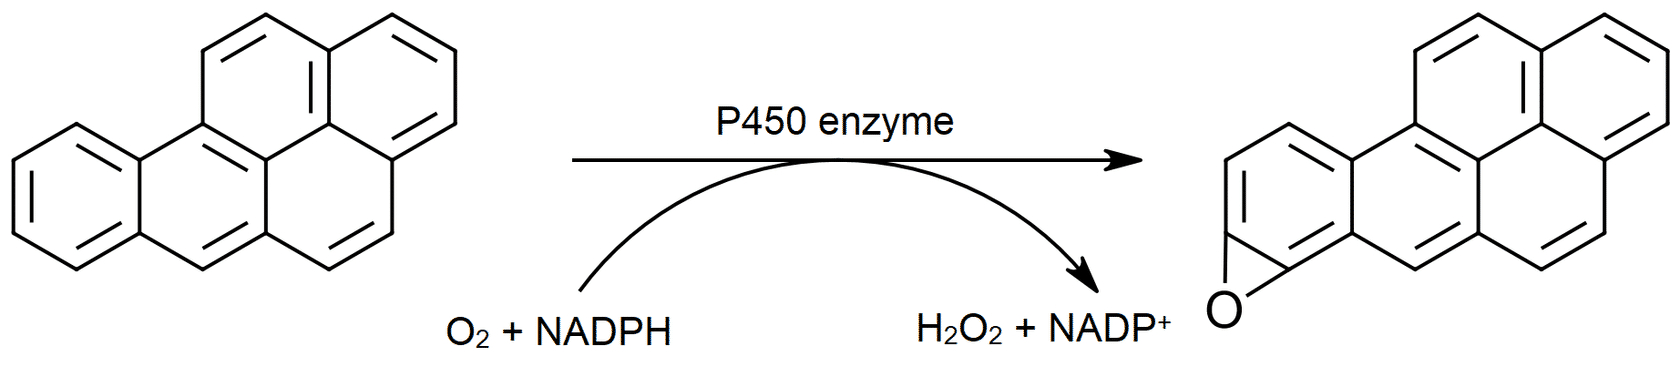 P450 enzyme
O₂ + NADPH
H₂O₂ + NADP⁺
O